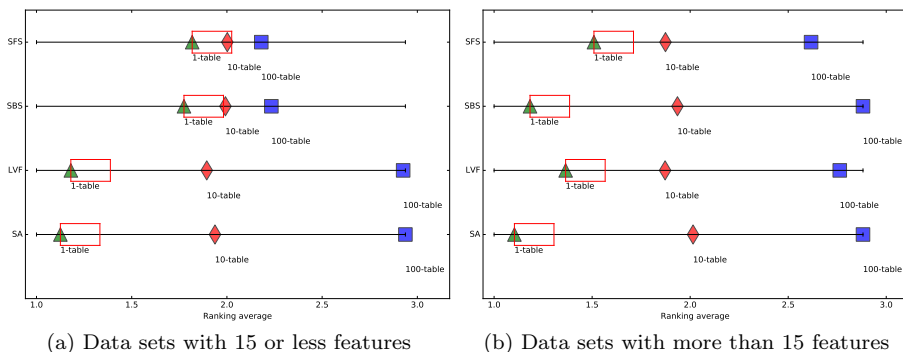 SFS
1-table
10-table
100-table
SBS
1-table
10-table
100-table
LVF
1-table
10-table
100-table
SA
1-table
10-table
100-table
1.0 1.5 2.0 2.5 3.0
Ranking average
(a) Data sets with 15 or less features
SFS
1-table
10-table
100-table
SBS
1-table
10-table
100-table
LVF
1-table
10-table
100-table
SA
1-table
10-table
100-table
1.0 1.5 2.0 2.5 3.0
Ranking average
(b) Data sets with more than 15 features